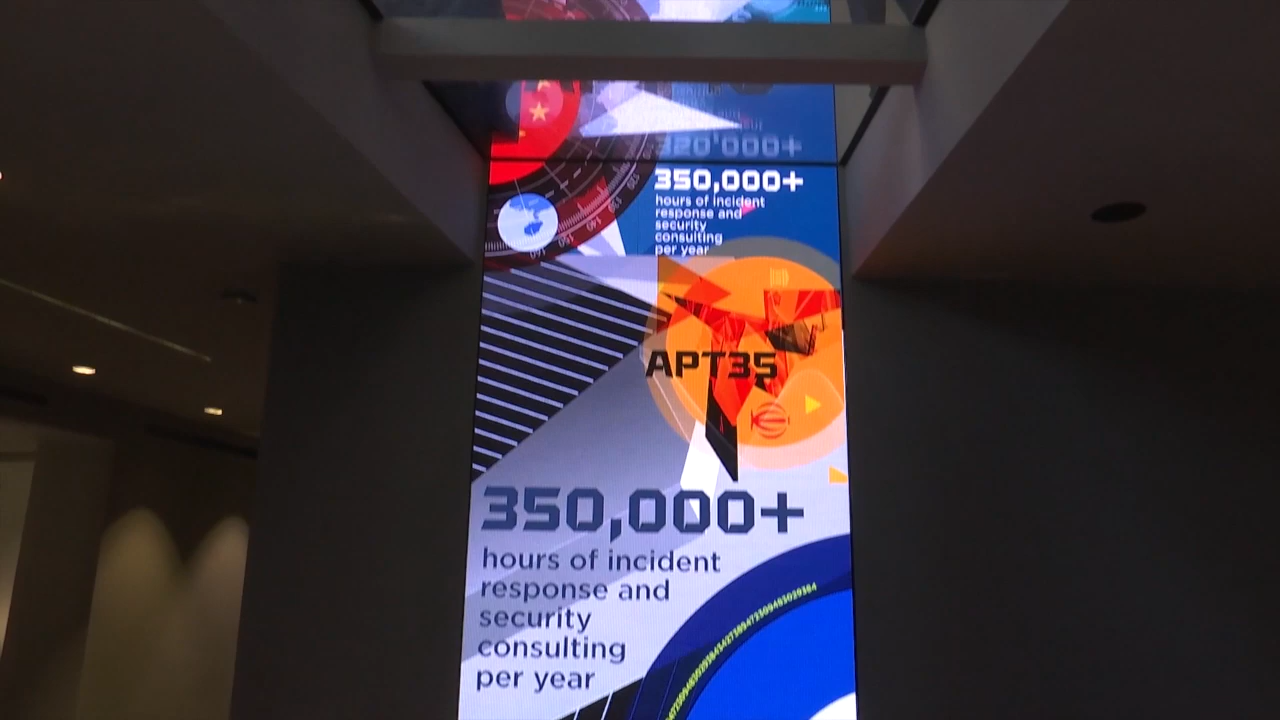 350,000+
hours of incident
response and
security
consulting
per year
APT35
350,000+
hours of incident
response and
security
consulting
per year